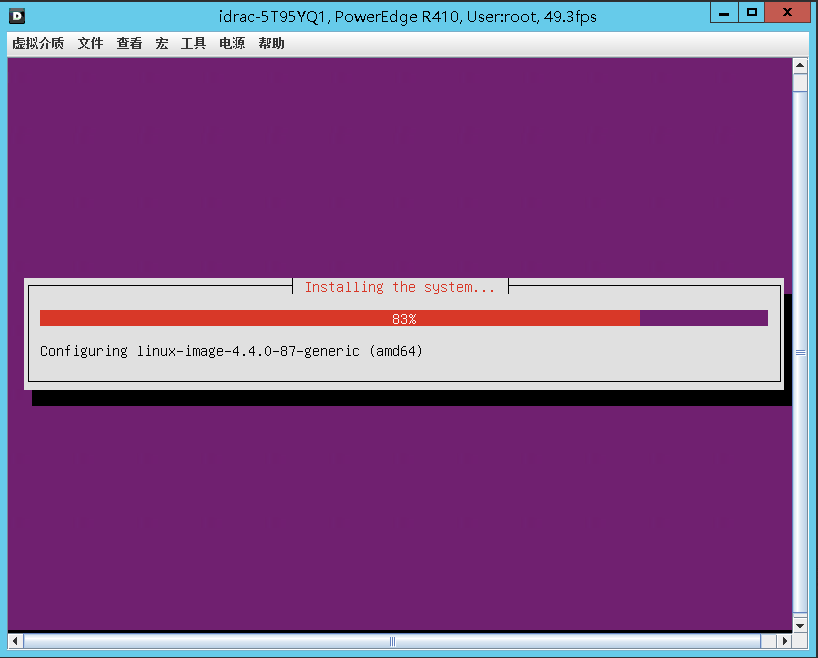 idrac-5T95YQ1, PowerEdge R410, User:root, 49.3fps
虚拟介质 文件 查看 宏 工具 电源 帮助
Installing the system...
83%
Configuring linux-image-4.4.0-87-generic (amd64)